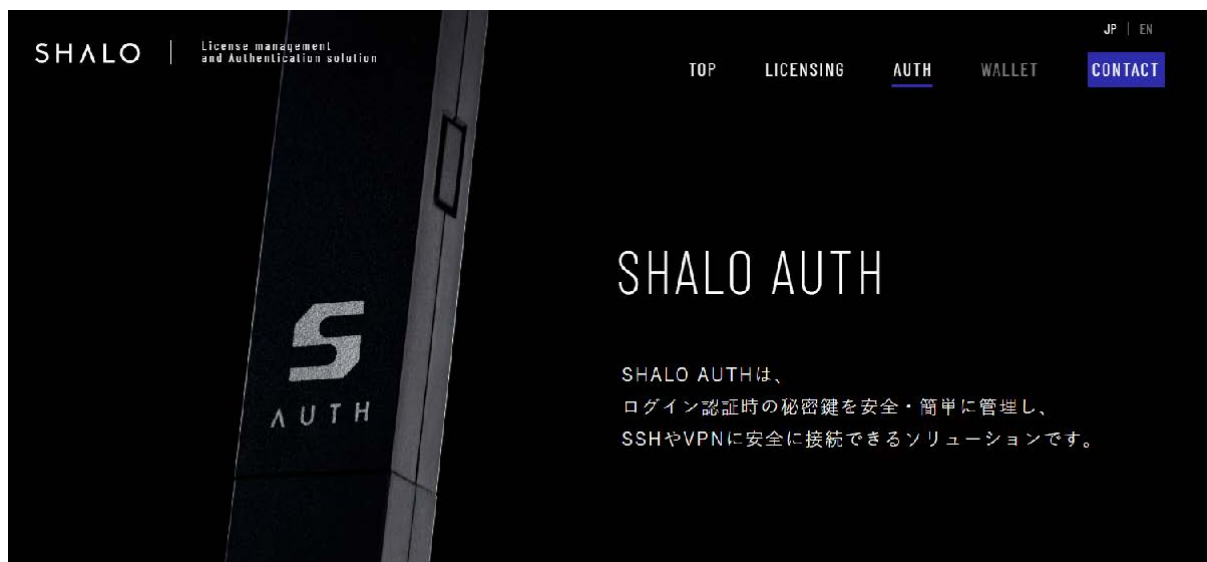 JP | EN
SHALO | License management
and Authentication solution
TOP LICENSING AUTH WALLET CONTACT
SHALO AUTH
S
AUTH
SHALO AUTHは、
ログイン認証時の秘密鍵を安全・簡単に管理し、
SSHやVPNに安全に接続できるソリューションです。